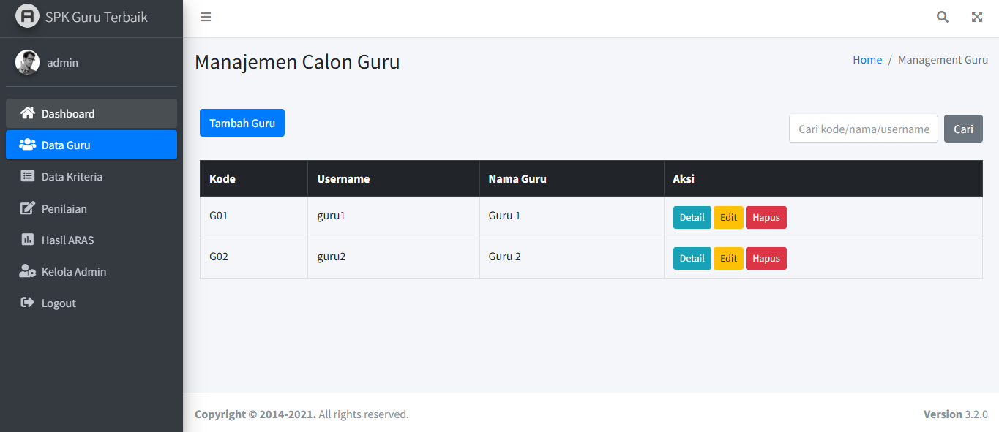 SPK Guru Terbaik
admin
Home / Management Guru
Manajemen Calon Guru
Dashboard
Data Guru
Data Kriteria
Penilaian
Hasil ARAS
Kelola Admin
Logout
Tambah Guru
Cari kode/nama/username
Cari
Kode Username Nama Guru Aksi
G01 guru1 Guru 1 Detail Edit Hapus
G02 guru2 Guru 2 Detail Edit Hapus
Copyright © 2014-2021. All rights reserved.
Version 3.2.0